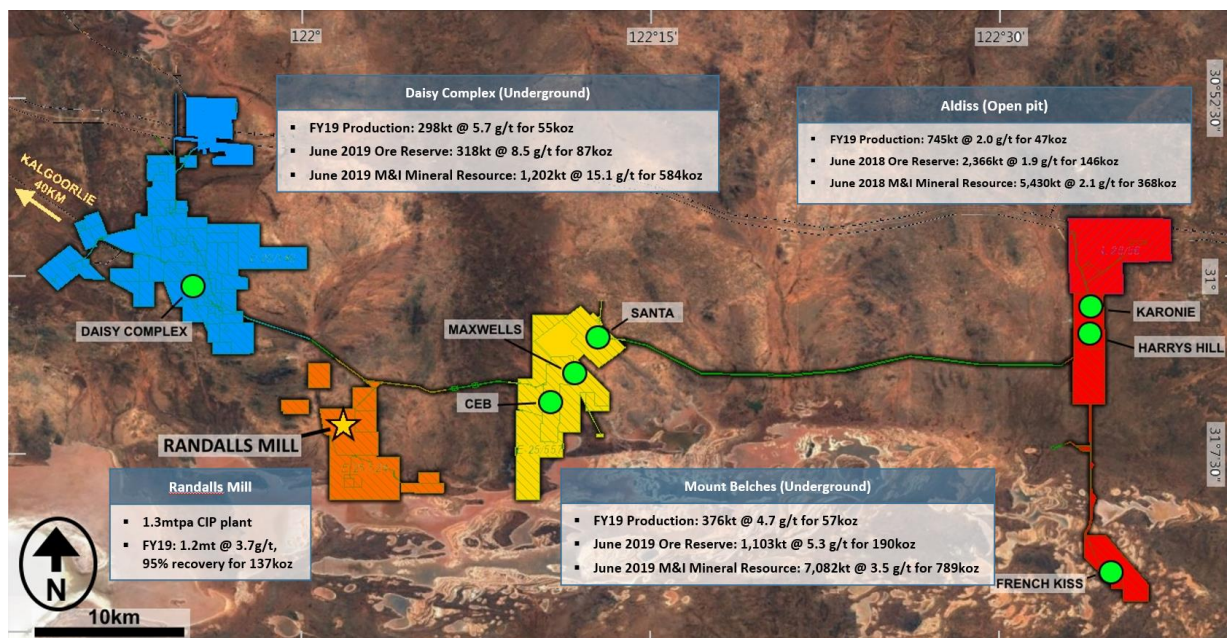 122°
122°15'
122°30'
30°52'30"
Daisy Complex (Underground)
▪ FY19 Production: 298kt @ 5.7 g/t for 55koz
▪ June 2019 Ore Reserve: 318kt @ 8.5 g/t for 87koz
▪ June 2019 M&I Mineral Resource: 1,202kt @ 15.1 g/t for 584koz
Aldiss (Open pit)
▪ FY19 Production: 745kt @ 2.0 g/t for 47koz
▪ June 2018 Ore Reserve: 2,366kt @ 1.9 g/t for 146koz
▪ June 2018 M&I Mineral Resource: 5,430kt @ 2.1 g/t for 368koz
KALGOORLIE
40KM
31°
DAISY COMPLEX
SANTA
MAXWELLS
CEB
KARONIE
HARRYS HILL
RANDALLS MILL
31°7'30"
Randalls Mill
▪ 1.3mtpa CIP plant
▪ FY19: 1.2mt @ 3.7g/t,
95% recovery for 137koz
Mount Belches (Underground)
▪ FY19 Production: 376kt @ 4.7 g/t for 57koz
▪ June 2019 Ore Reserve: 1,103kt @ 5.3 g/t for 190koz
▪ June 2019 M&I Mineral Resource: 7,082kt @ 3.5 g/t for 789koz
FRENCH KISS
N
10km